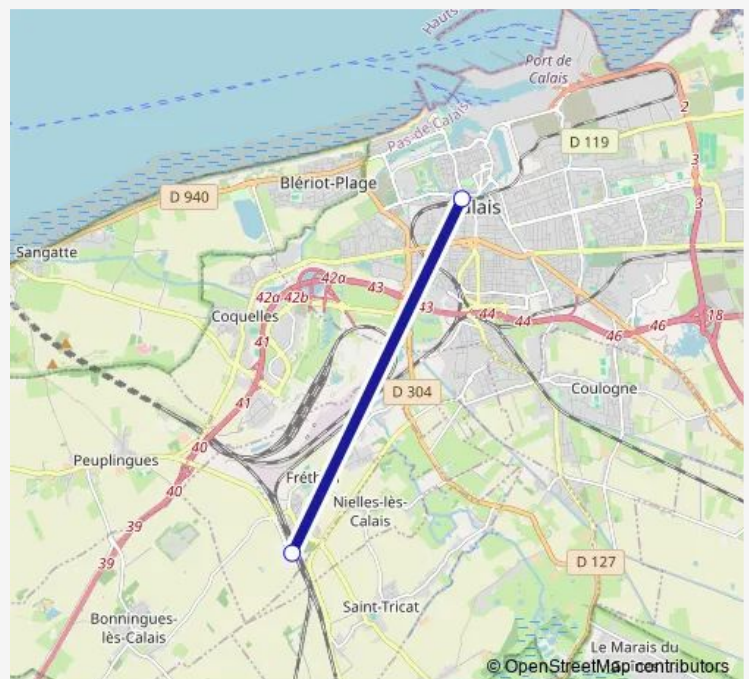 Hauts
Port de
Calais
Pas-de-Calais
D 119
2
3
3
Blériot-Plage
D 940
Sangatte
42a
42a 42b
43
43
44
44
46
46
18
Coquelles
41
41
D 304
Coulogne
40
40
Peuplingues
Nielles-lès-
Calais
39
39
D 127
Bonningues-
lès-Calais
Saint-Tricat
Le Marais du
© OpenStreetMap contributors